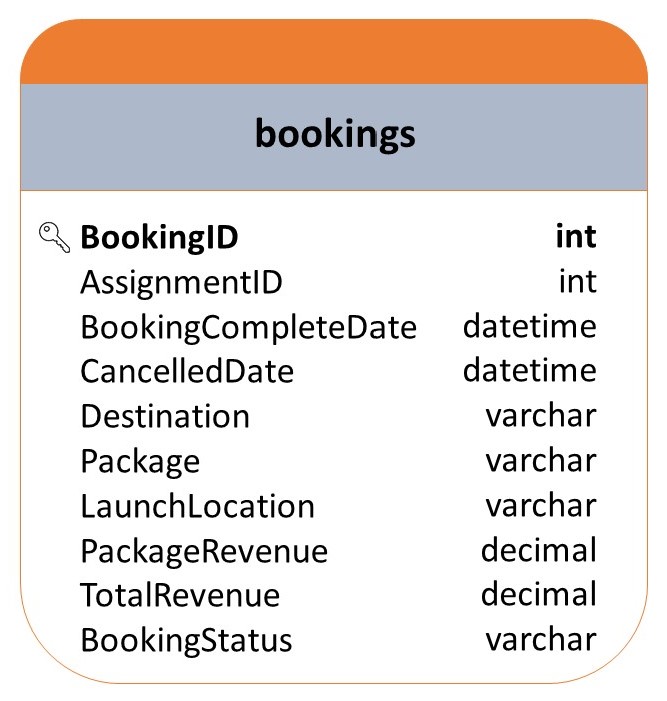 bookings
BookingID int
AssignmentID int
BookingCompleteDate datetime
CancelledDate datetime
Destination varchar
Package varchar
LaunchLocation varchar
PackageRevenue decimal
TotalRevenue decimal
BookingStatus varchar